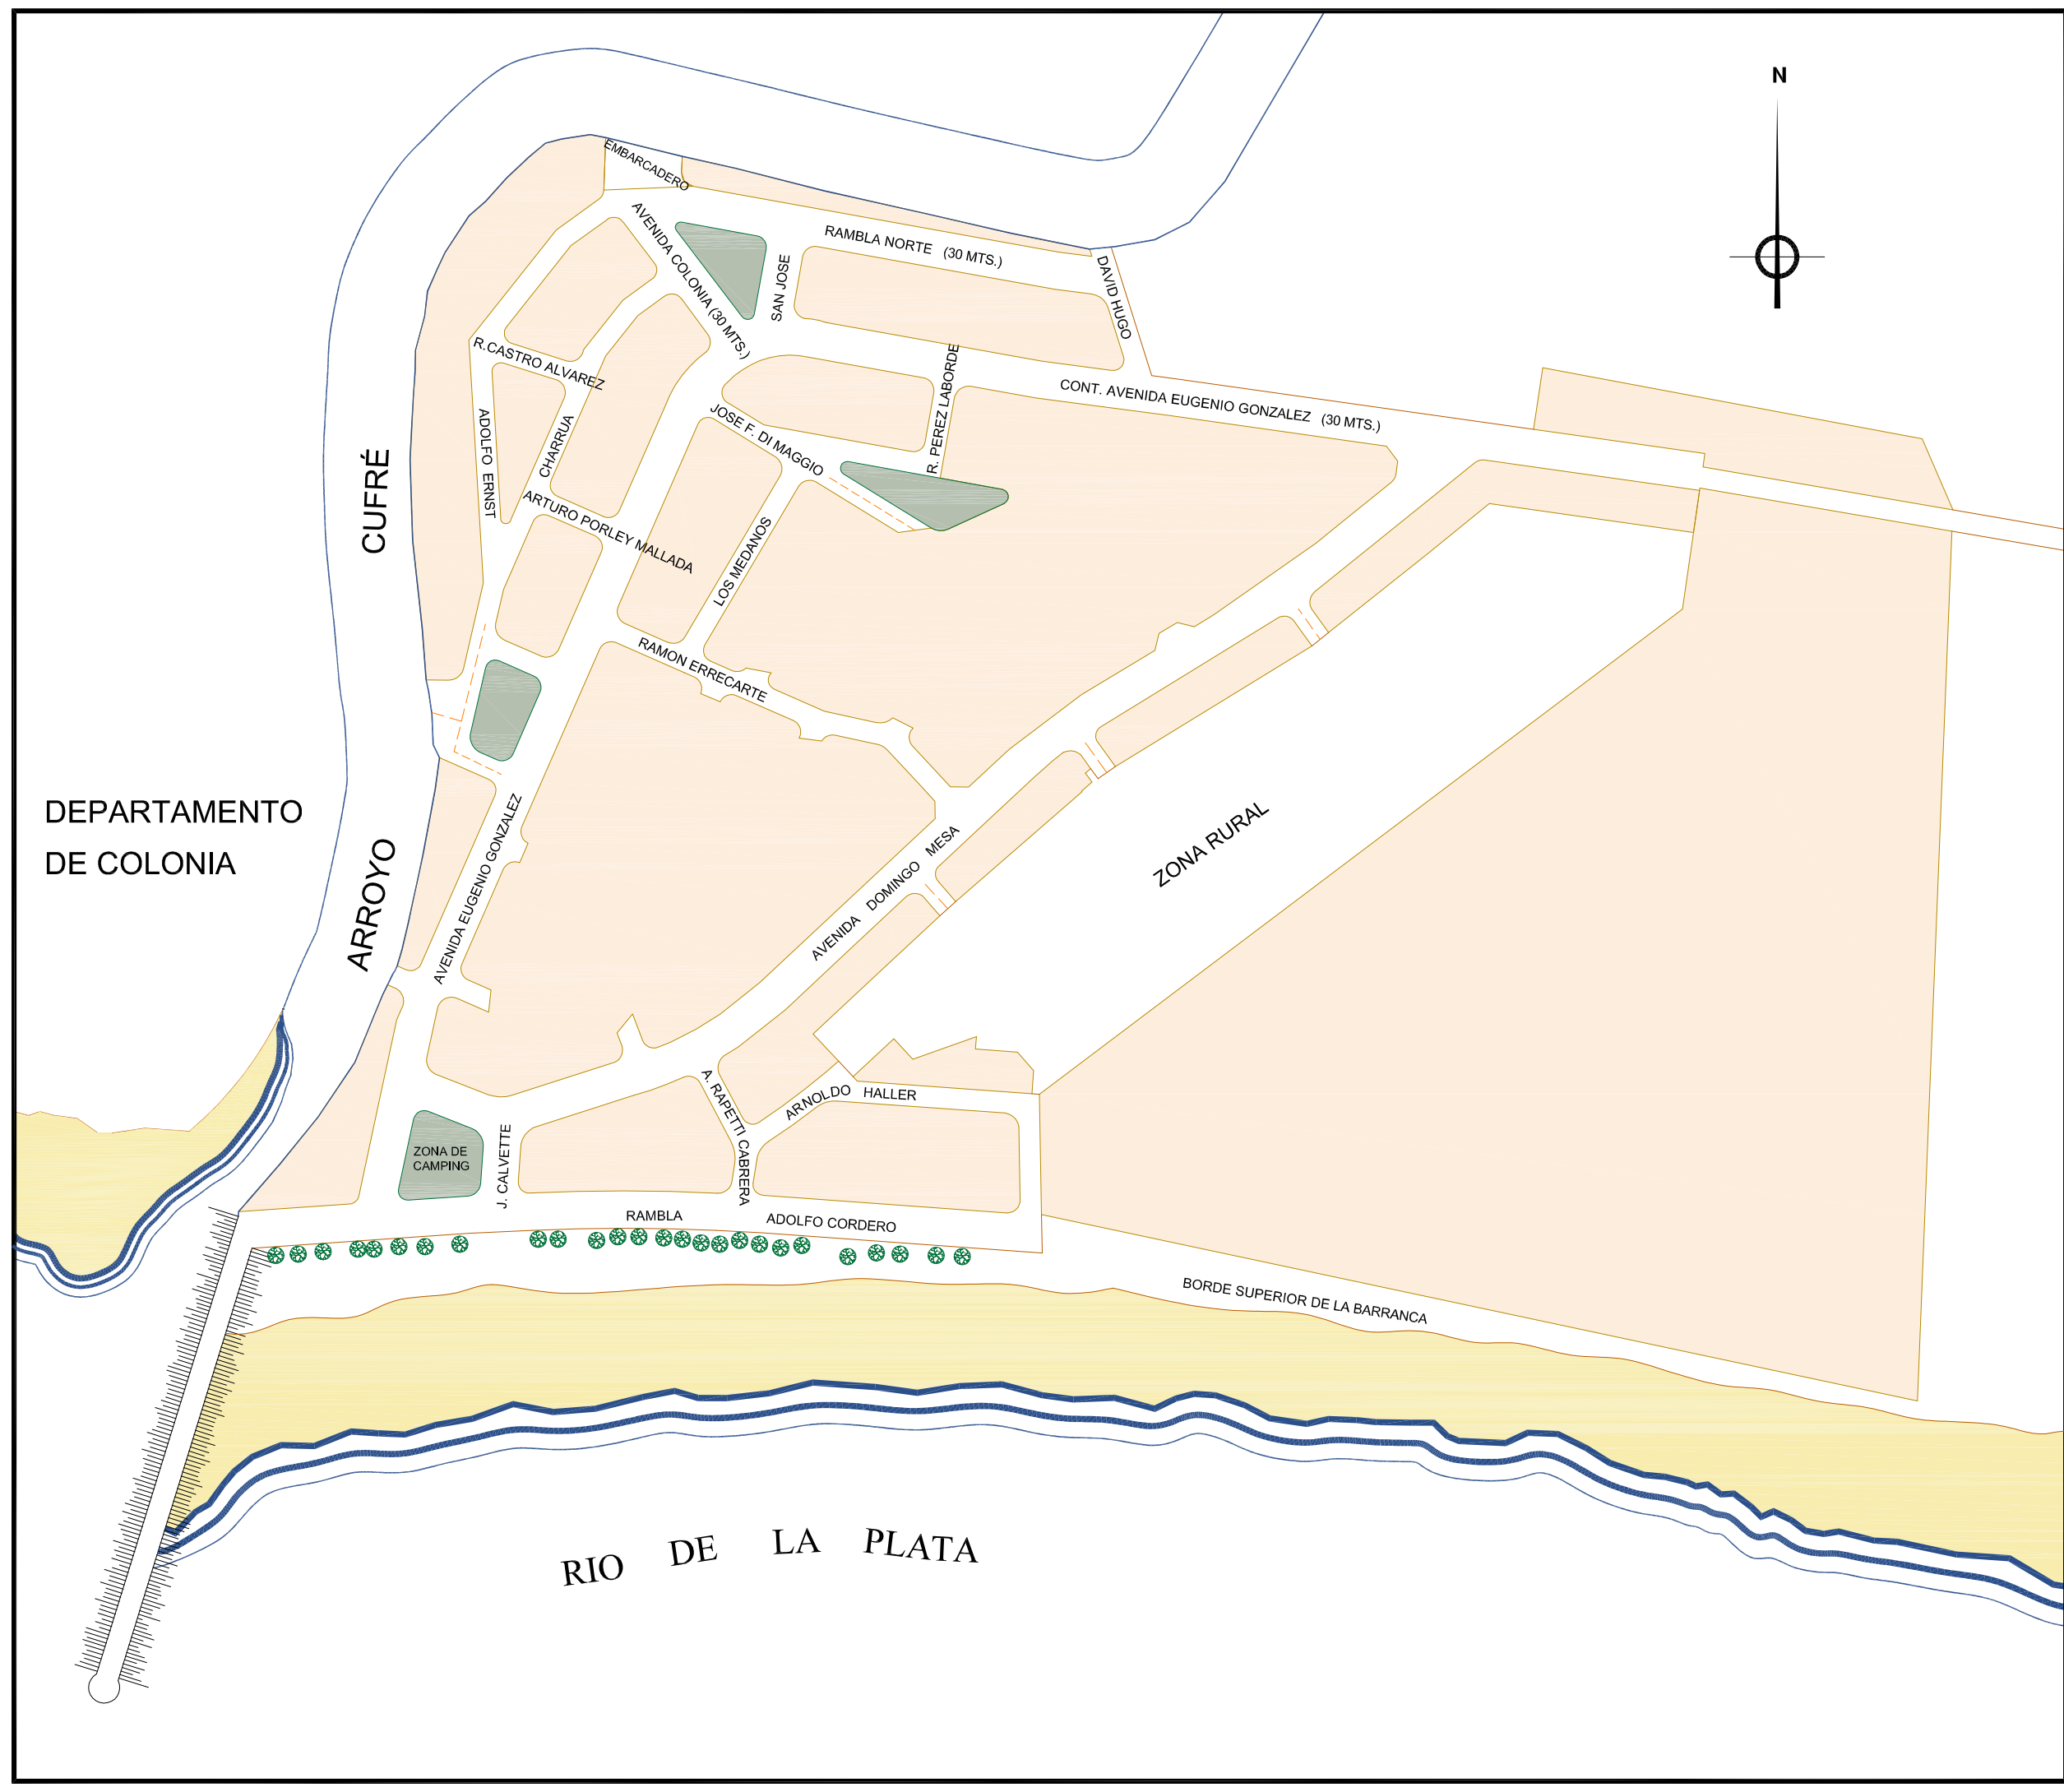 N
EMBARCADERO
AVENIDA COLONIA (30 MTS.)
RAMBLA NORTE (30 MTS.)
SAN JOSE
DAVID HUGO
R.CASTRO ALVAREZ
R. PEREZ LABORDE
CONT. AVENIDA EUGENIO GONZALEZ (30 MTS.)
ADOLFO ERNST
CHARRUA
JOSE F. DI MAGGIO
CUFRÉ
ARTURO PORLEY MALLADA
LOS MEDANOS
RAMON ERRECARTE
DEPARTAMENTO
DE COLONIA
ARROYO
AVENIDA EUGENIO GONZALEZ
AVENIDA DOMINGO MESA
ZONA RURAL
A. RAPETTI CABRERA
ARNOLDO HALLER
ZONA DE
CAMPING
J. CALVETTE
RAMBLA ADOLFO CORDERO
BORDE SUPERIOR DE LA BARRANCA
RIO DE LA PLATA